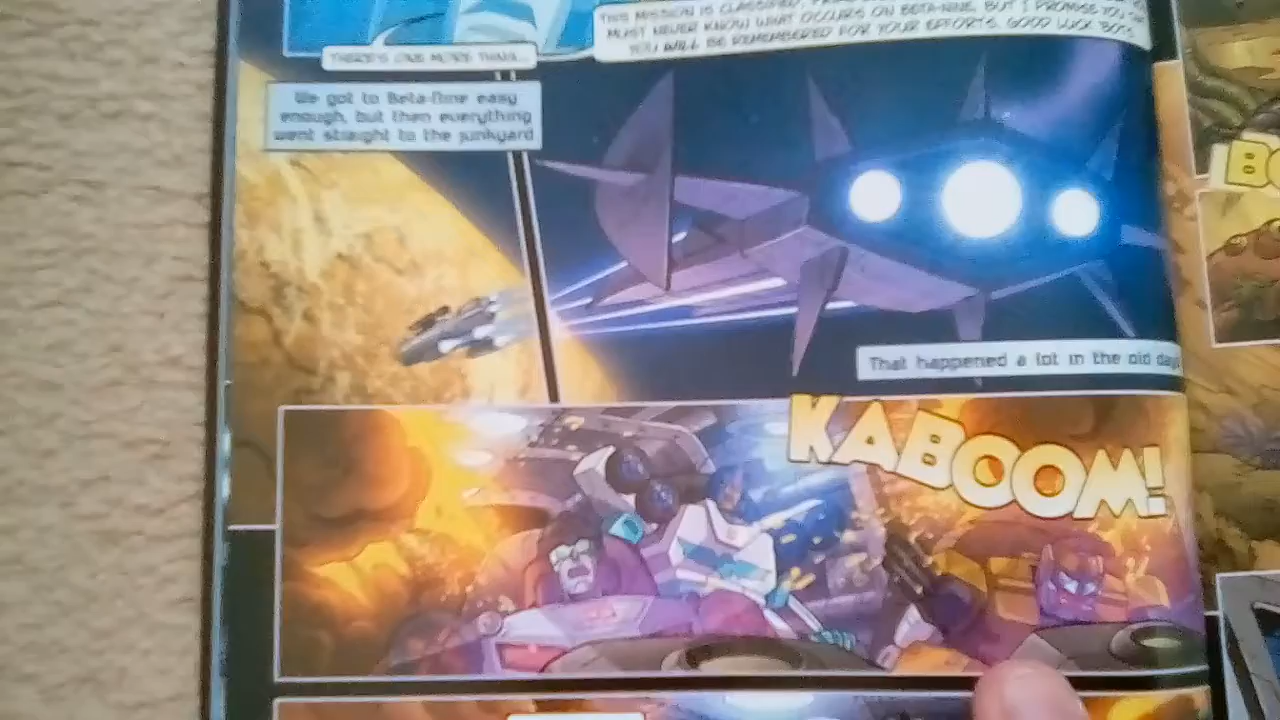 THIS MISSION IS CLASSIFIED.
MUST NEVER KNOW WHAT OCCURS ON BETA-NINE, BUT I PROMISE YOU
YOU WILL BE REMEMBERED FOR YOUR EFFORTS. GOOD LUCK BOTS.
THERE'S ONE MORE THING...
We got to Beta-Nine easy
enough, but then everything
went straight to the junkyard
That happened a lot in the old day
KABOOM!
BO